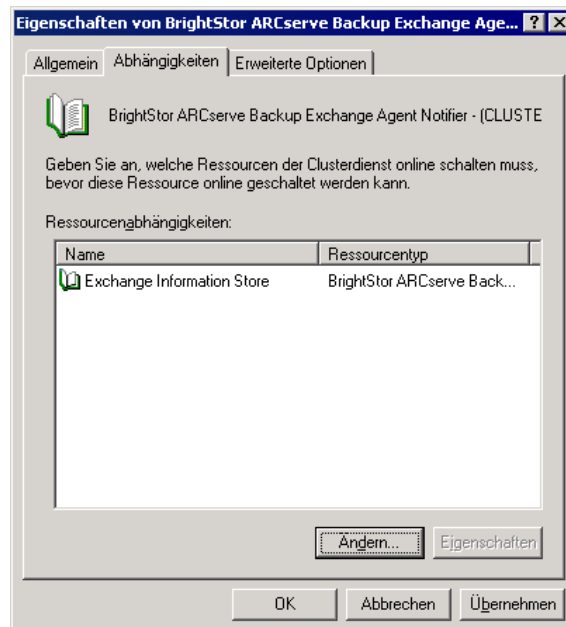 Eigenschaften von BrightStor ARCserve Backup Exchange Age...
Allgemein Abhängigkeiten Erweiterte Optionen
BrightStor ARCserve Backup Exchange Agent Notifier - (CLUSTE
Geben Sie an, welche Ressourcen der Clusterdienst online schalten muss,
bevor diese Ressource online geschaltet werden kann.
Ressourcenabhängigkeiten:
Name Ressourcentyp
Exchange Information Store BrightStor ARCserve Back...
Ändern... Eigenschaften
OK Abbrechen Übernehmen